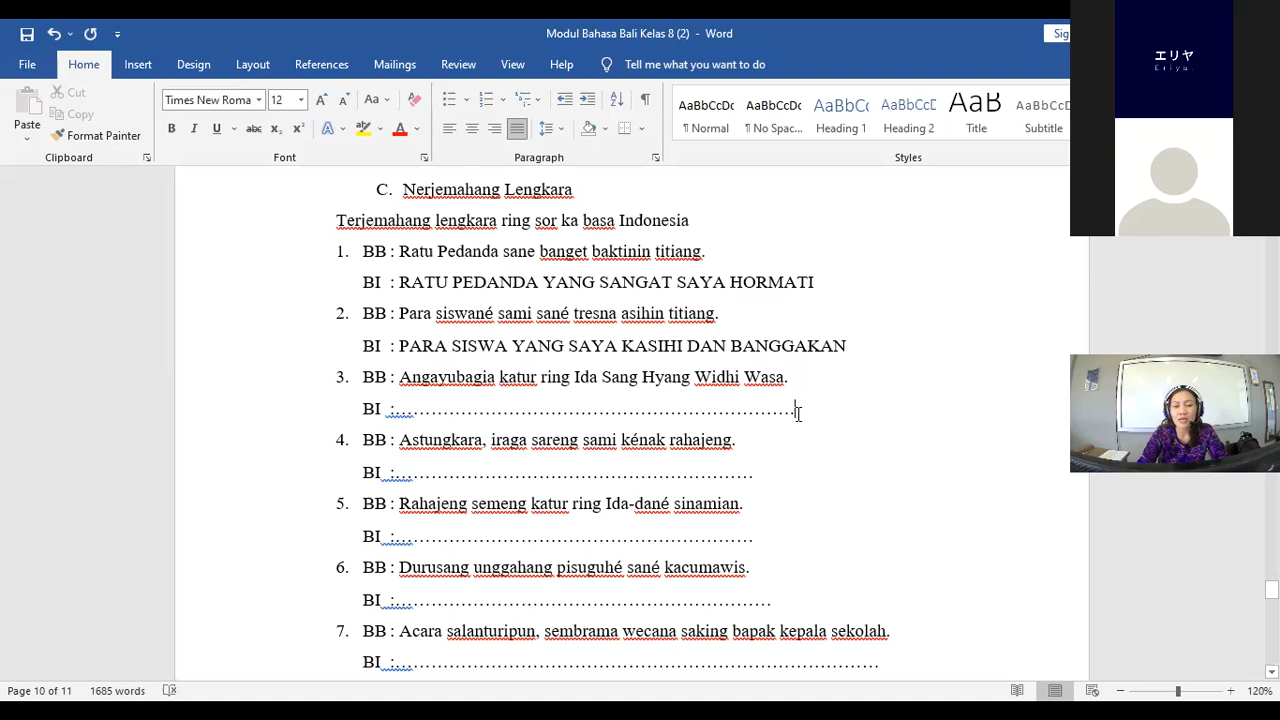 Modul Bahasa Bali Kelas 8 (2) - Word
Sig
エリヤ
Eriya.
File Home Insert Design Layout References Mailings Review View Help Tell me what you want to do
Paste
Cut
Copy
Format Painter
Clipboard
Times New Roma 12
Font
Paragraph
AaBbCcDc AaBbCcDc AaBbCcD AaBbCcD AaB AaBbCcD
¶ Normal ¶ No Spac... Heading 1 Heading 2 Title Subtitle
Styles
C. Nerjemahang Lengkara
Terjemahang lengkara ring sor ka basa Indonesia
1. BB : Ratu Pedanda sane banget baktinin titiang.
BI : RATU PEDANDA YANG SANGAT SAYA HORMATI
2. BB : Para siswané sami sané tresna asihin titiang.
BI : PARA SISWA YANG SAYA KASIHI DAN BANGGAKAN
3. BB : Angayubagia katur ring Ida Sang Hyang Widhi Wasa.
BI :…………………………………………………………
4. BB : Astungkara, iraga sareng sami kénak rahajeng.
BI :……………………………………………………
5. BB : Rahajeng semeng katur ring Ida-dané sinamian.
BI :……………………………………………………
6. BB : Durusang unggahang pisuguhé sané kacumawis.
BI :………………………………………………………
7. BB : Acara salanturipun, sembrama wecana saking bapak kepala sekolah.
BI :………………………………………………………………………
Page 10 of 11 1685 words 120%